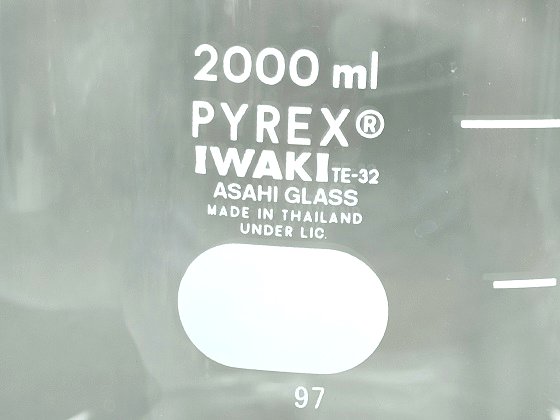 2000 ml
PYREX®
IWAKI TE-32
ASAHI GLASS
MADE IN THAILAND
UNDER LIC.
97